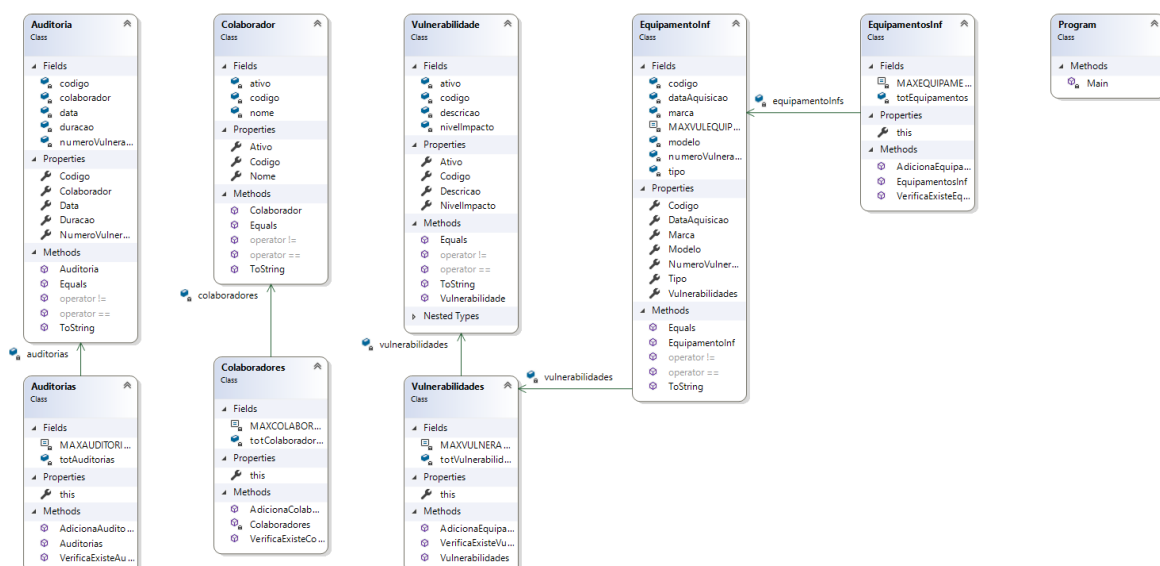 Auditoria
Class
Fields
codigo
colaborador
data
duracao
numeroVulnera...
Properties
Codigo
Colaborador
Data
Duracao
NumeroVulner...
Methods
Auditoria
Equals
operator !=
operator ==
ToString
auditorias
Auditorias
Class
Fields
MAXAUDITORI...
totAuditorias
Properties
this
Methods
AdicionaAudito...
Auditorias
VerificaExisteAu...
Colaborador
Class
Fields
ativo
codigo
nome
Properties
Ativo
Codigo
Nome
Methods
Colaborador
Equals
operator !=
operator ==
ToString
colaboradores
Colaboradores
Class
Fields
MAXCOLABOR...
totColaborador...
Properties
this
Methods
AdicionaColab...
Colaboradores
VerificaExisteCo...
Vulnerabilidade
Class
Fields
ativo
codigo
descricao
nivelImpacto
Properties
Ativo
Codigo
Descricao
NivelImpacto
Methods
Equals
operator !=
operator ==
ToString
Vulnerabilidade
Nested Types
vulnerabilidades
Vulnerabilidades
Class
Fields
MAXVULNERA...
totVulnerabilid...
Properties
this
Methods
AdicionaEquipa...
VerificaExisteVu...
Vulnerabilidades
vulnerabilidades
EquipamentoInf
Class
Fields
codigo
dataAquisicao
marca
MAXVULEQUIP...
modelo
numeroVulnera...
tipo
Properties
Codigo
DataAquisicao
Marca
Modelo
NumeroVulner...
Tipo
Vulnerabilidades
Methods
Equals
EquipamentoInf
operator !=
operator ==
ToString
equipamentoInfs
EquipamentosInf
Class
Fields
MAXEQUIPAME...
totEquipamentos
Properties
this
Methods
AdicionaEquipa...
EquipamentosInf
VerificaExisteEq...
Program
Class
Methods
Main